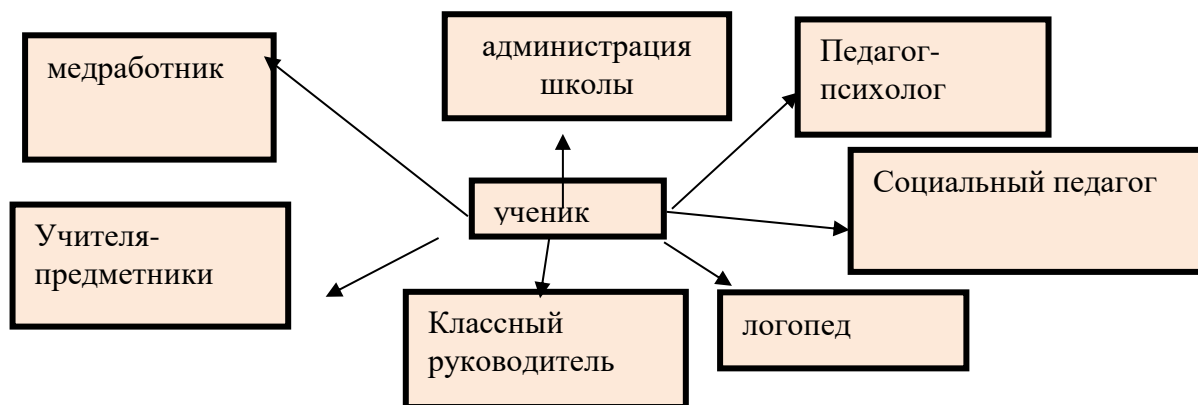 медработник
администрация
школы
Педагог-
психолог
Социальный педагог
ученик
Учителя-
предметники
Классный
руководитель
логопед